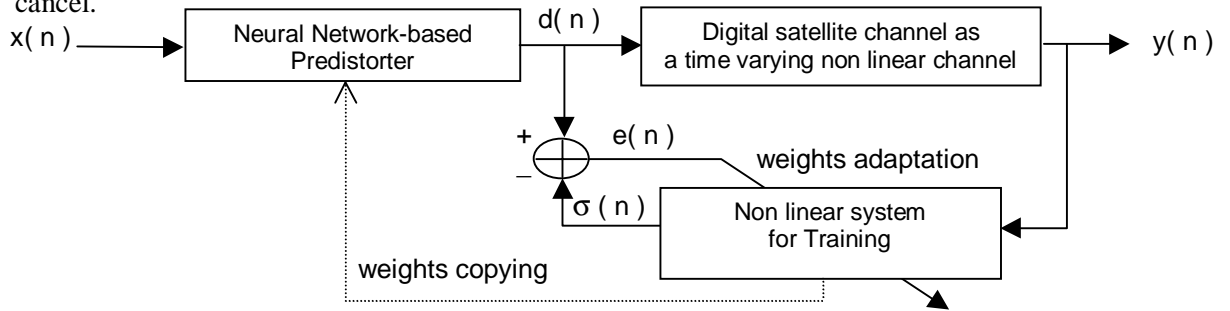 cancel.
x( n )
Neural Network-based
Predistorter
d( n )
Digital satellite channel as
a time varying non linear channel
y( n )
+
−
e( n )
weights adaptation
σ ( n )
Non linear system
for Training
weights copying